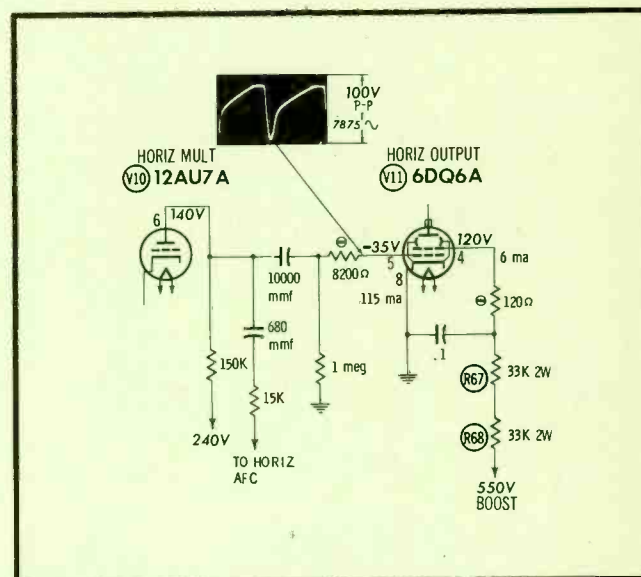 100V
P-P
7875 ∿
HORIZ MULT
V10 12AU7A
HORIZ OUTPUT
V11 6DQ6A
6 140V
-35V
120V
5
4
6 ma
8
8200Ω
10000
mmf
.115 ma
120Ω
680
mmf
.1
150K
1 meg
R67 33K 2W
15K
R68 33K 2W
240V
TO HORIZ
AFC
550V
BOOST